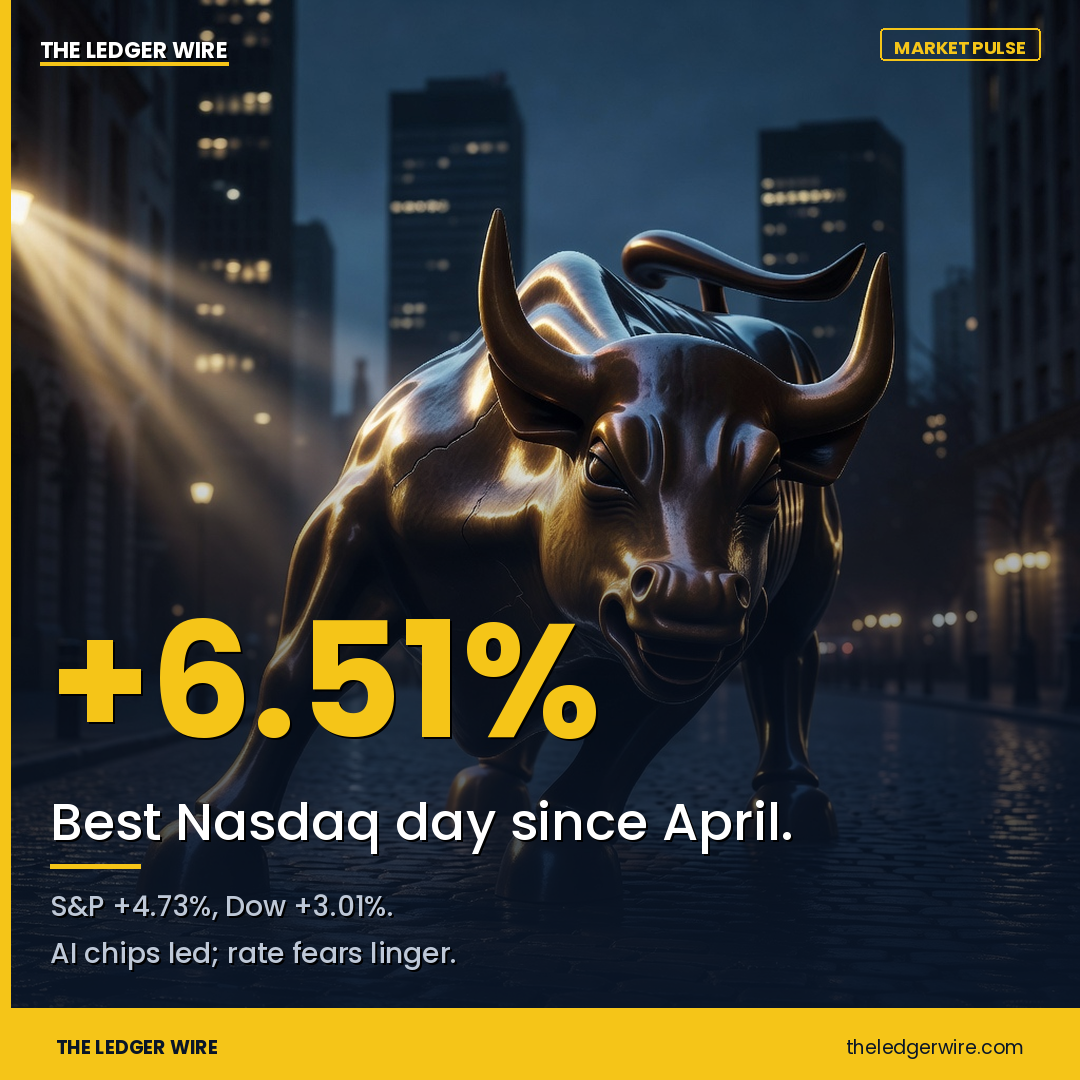 THE LEDGER WIRE
MARKET PULSE
+6.51%
Best Nasdaq day since April.
S&P +4.73%, Dow +3.01%.
AI chips led; rate fears linger.
THE LEDGER WIRE
theledgerwire.com